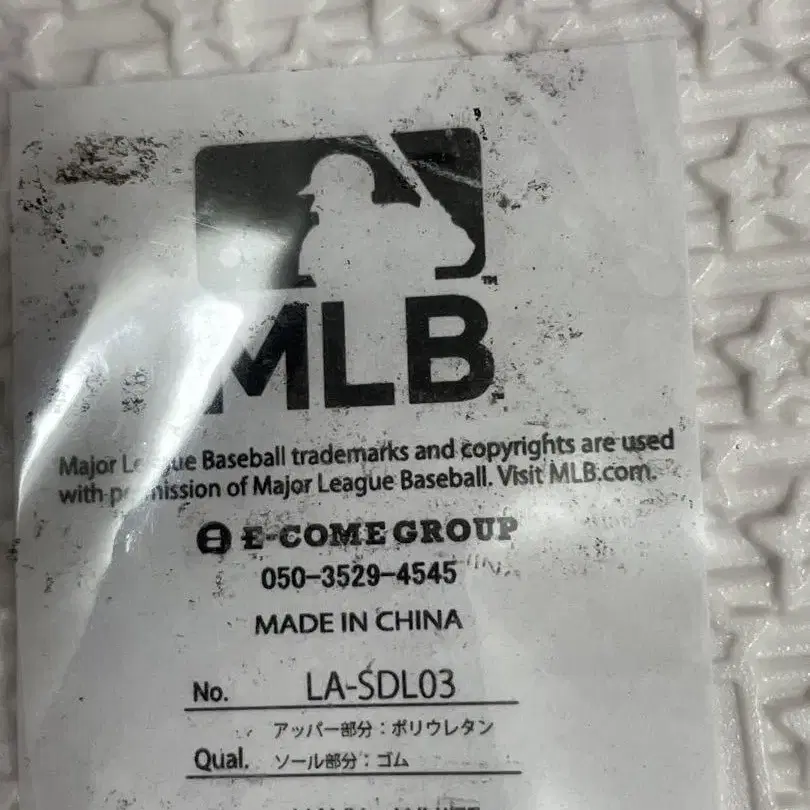 MLB
Major League Baseball trademarks and copyrights are used
with permission of Major League Baseball. Visit MLB.com.
E-COME GROUP
050-3529-4545
MADE IN CHINA
No. LA-SDL03
アッパー部分：ポリウレタン
Qual. ソール部分：ゴム